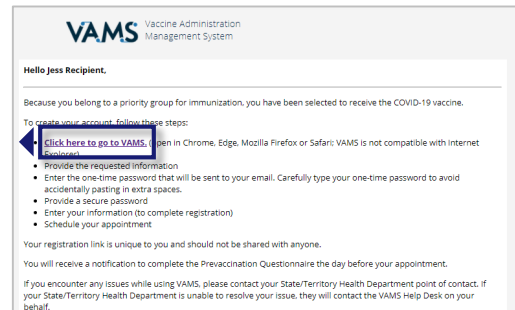 VAMS Vaccine Administration
Management System
Hello Jess Recipient,
Because you belong to a priority group for immunization, you have been selected to receive the COVID-19 vaccine.
To create your account, follow these steps:
• Click here to go to VAMS. (Open in Chrome, Edge, Mozilla Firefox or Safari; VAMS is not compatible with Internet
Explorer)
• Provide the requested information
• Enter the one-time password that will be sent to your email. Carefully type your one-time password to avoid
accidentally pasting in extra spaces.
• Provide a secure password
• Enter your information (to complete registration)
• Schedule your appointment
Your registration link is unique to you and should not be shared with anyone.
You will receive a notification to complete the Prevaccination Questionnaire the day before your appointment.
If you encounter any issues while using VAMS, please contact your State/Territory Health Department point of contact. If
your State/Territory Health Department is unable to resolve your issue, they will contact the VAMS Help Desk on your
behalf.